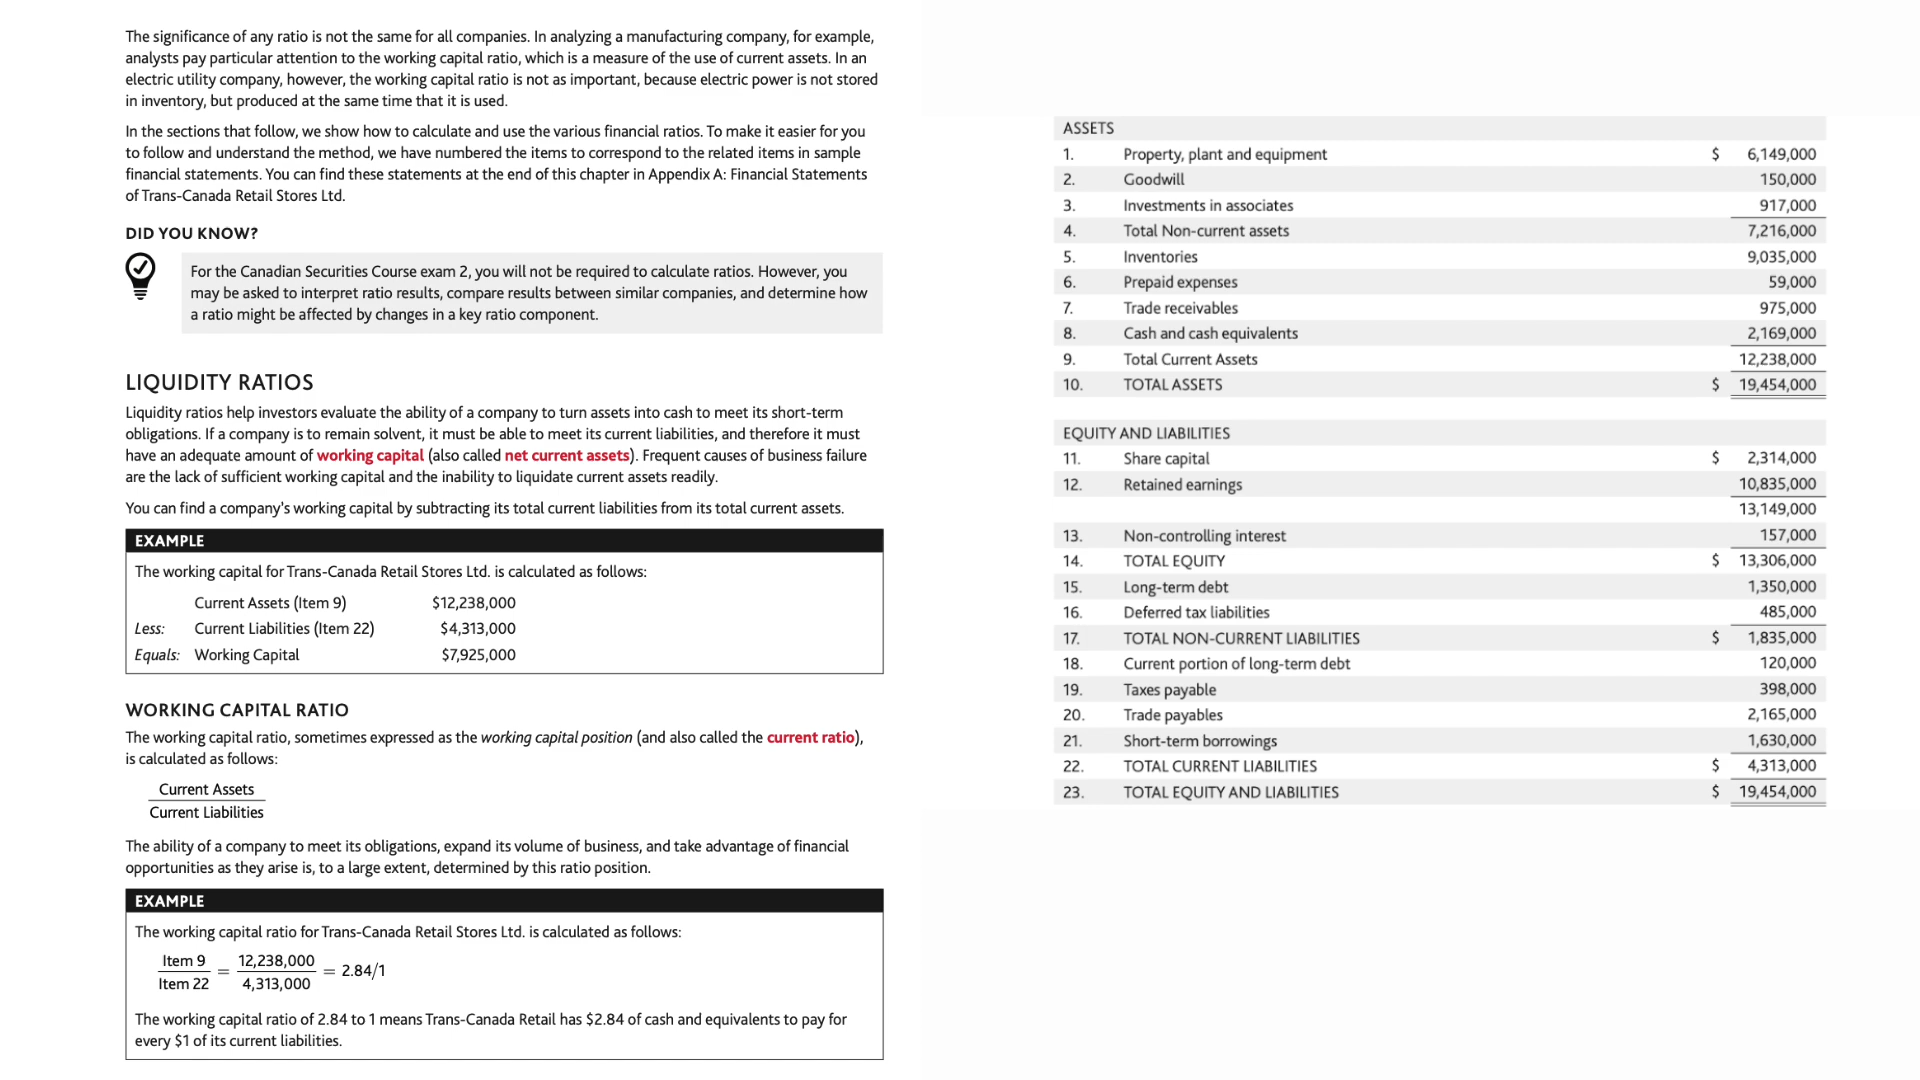 The significance of any ratio is not the same for all companies. In analyzing a manufacturing company, for example,
analysts pay particular attention to the working capital ratio, which is a measure of the use of current assets. In an
electric utility company, however, the working capital ratio is not as important, because electric power is not stored
in inventory, but produced at the same time that it is used.
In the sections that follow, we show how to calculate and use the various financial ratios. To make it easier for you
to follow and understand the method, we have numbered the items to correspond to the related items in sample
financial statements. You can find these statements at the end of this chapter in Appendix A: Financial Statements
of Trans-Canada Retail Stores Ltd.
DID YOU KNOW?
For the Canadian Securities Course exam 2, you will not be required to calculate ratios. However, you
may be asked to interpret ratio results, compare results between similar companies, and determine how
a ratio might be affected by changes in a key ratio component.
LIQUIDITY RATIOS
Liquidity ratios help investors evaluate the ability of a company to turn assets into cash to meet its short-term
obligations. If a company is to remain solvent, it must be able to meet its current liabilities, and therefore it must
have an adequate amount of working capital (also called net current assets). Frequent causes of business failure
are the lack of sufficient working capital and the inability to liquidate current assets readily.
You can find a company's working capital by subtracting its total current liabilities from its total current assets.
EXAMPLE
The working capital for Trans-Canada Retail Stores Ltd. is calculated as follows:
Current Assets (Item 9) $12,238,000
Less: Current Liabilities (Item 22) $4,313,000
Equals: Working Capital $7,925,000
WORKING CAPITAL RATIO
The working capital ratio, sometimes expressed as the working capital position (and also called the current ratio),
is calculated as follows:
Current Assets
Current Liabilities
The ability of a company to meet its obligations, expand its volume of business, and take advantage of financial
opportunities as they arise is, to a large extent, determined by this ratio position.
EXAMPLE
The working capital ratio for Trans-Canada Retail Stores Ltd. is calculated as follows:
Item 9 12,238,000
= = 2.84/1
Item 22 4,313,000
The working capital ratio of 2.84 to 1 means Trans-Canada Retail has $2.84 of cash and equivalents to pay for
every $1 of its current liabilities.
ASSETS
1. Property, plant and equipment $ 6,149,000
2. Goodwill 150,000
3. Investments in associates 917,000
4. Total Non-current assets 7,216,000
5. Inventories 9,035,000
6. Prepaid expenses 59,000
7. Trade receivables 975,000
8. Cash and cash equivalents 2,169,000
9. Total Current Assets 12,238,000
10. TOTAL ASSETS $ 19,454,000
EQUITY AND LIABILITIES
11. Share capital $ 2,314,000
12. Retained earnings 10,835,000
13,149,000
13. Non-controlling interest 157,000
14. TOTAL EQUITY $ 13,306,000
15. Long-term debt 1,350,000
16. Deferred tax liabilities 485,000
17. TOTAL NON-CURRENT LIABILITIES $ 1,835,000
18. Current portion of long-term debt 120,000
19. Taxes payable 398,000
20. Trade payables 2,165,000
21. Short-term borrowings 1,630,000
22. TOTAL CURRENT LIABILITIES $ 4,313,000
23. TOTAL EQUITY AND LIABILITIES $ 19,454,000